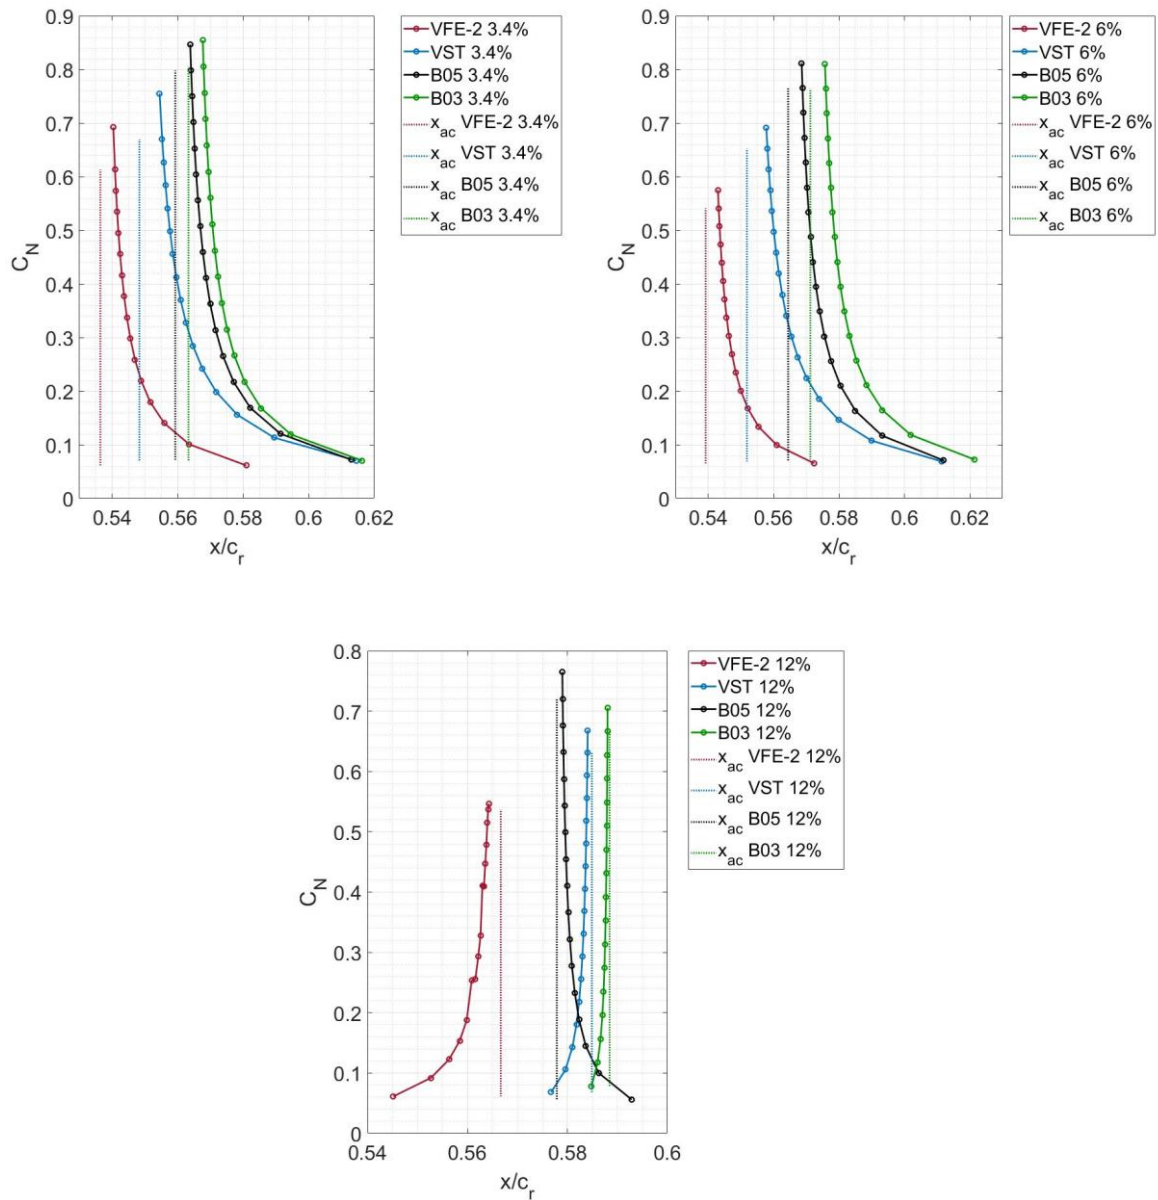 0.9
0.8
0.7
0.6
0.5
0.4
0.3
0.2
0.1
0
C_N
0.54 0.56 0.58 0.6 0.62
x/c_r
VFE-2 3.4%
VST 3.4%
B05 3.4%
B03 3.4%
x_ac VFE-2 3.4%
x_ac VST 3.4%
x_ac B05 3.4%
x_ac B03 3.4%
0.9
0.8
0.7
0.6
0.5
0.4
0.3
0.2
0.1
0
C_N
0.54 0.56 0.58 0.6 0.62
x/c_r
VFE-2 6%
VST 6%
B05 6%
B03 6%
x_ac VFE-2 6%
x_ac VST 6%
x_ac B05 6%
x_ac B03 6%
0.8
0.7
0.6
0.5
0.4
0.3
0.2
0.1
0
C_N
0.54 0.56 0.58 0.6
x/c_r
VFE-2 12%
VST 12%
B05 12%
B03 12%
x_ac VFE-2 12%
x_ac VST 12%
x_ac B05 12%
x_ac B03 12%